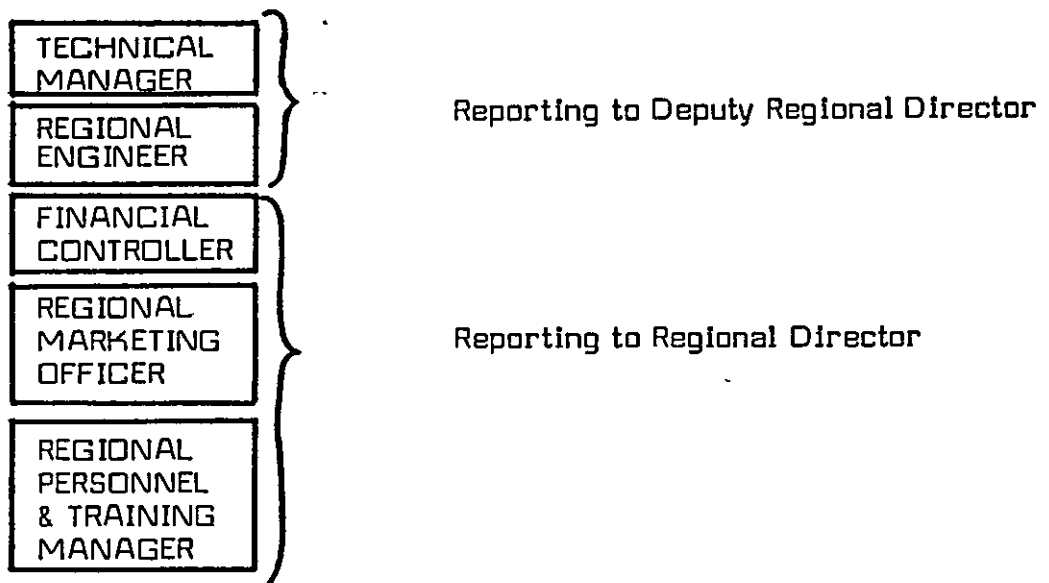 TECHNICAL
MANAGER
REGIONAL
ENGINEER
Reporting to Deputy Regional Director
FINANCIAL
CONTROLLER
REGIONAL
MARKETING
OFFICER
Reporting to Regional Director
REGIONAL
PERSONNEL
& TRAINING
MANAGER